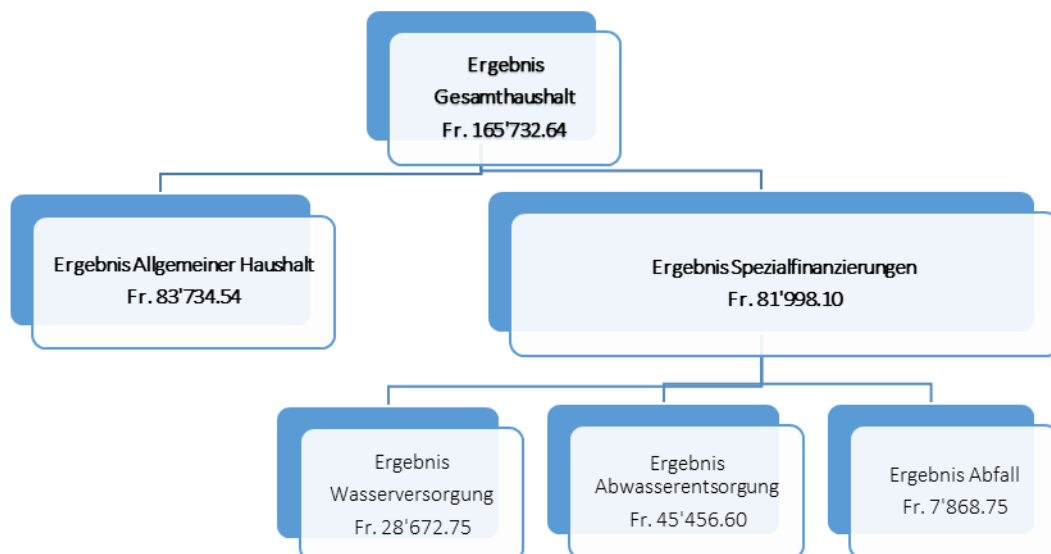 Ergebnis
Gesamthaushalt
Fr. 165'732.64
Ergebnis Allgemeiner Haushalt
Fr. 83'734.54
Ergebnis Spezialfinanzierungen
Fr. 81'998.10
Ergebnis
Wasserversorgung
Fr. 28'672.75
Ergebnis
Abwasserentsorgung
Fr. 45'456.60
Ergebnis Abfall
Fr. 7'868.75